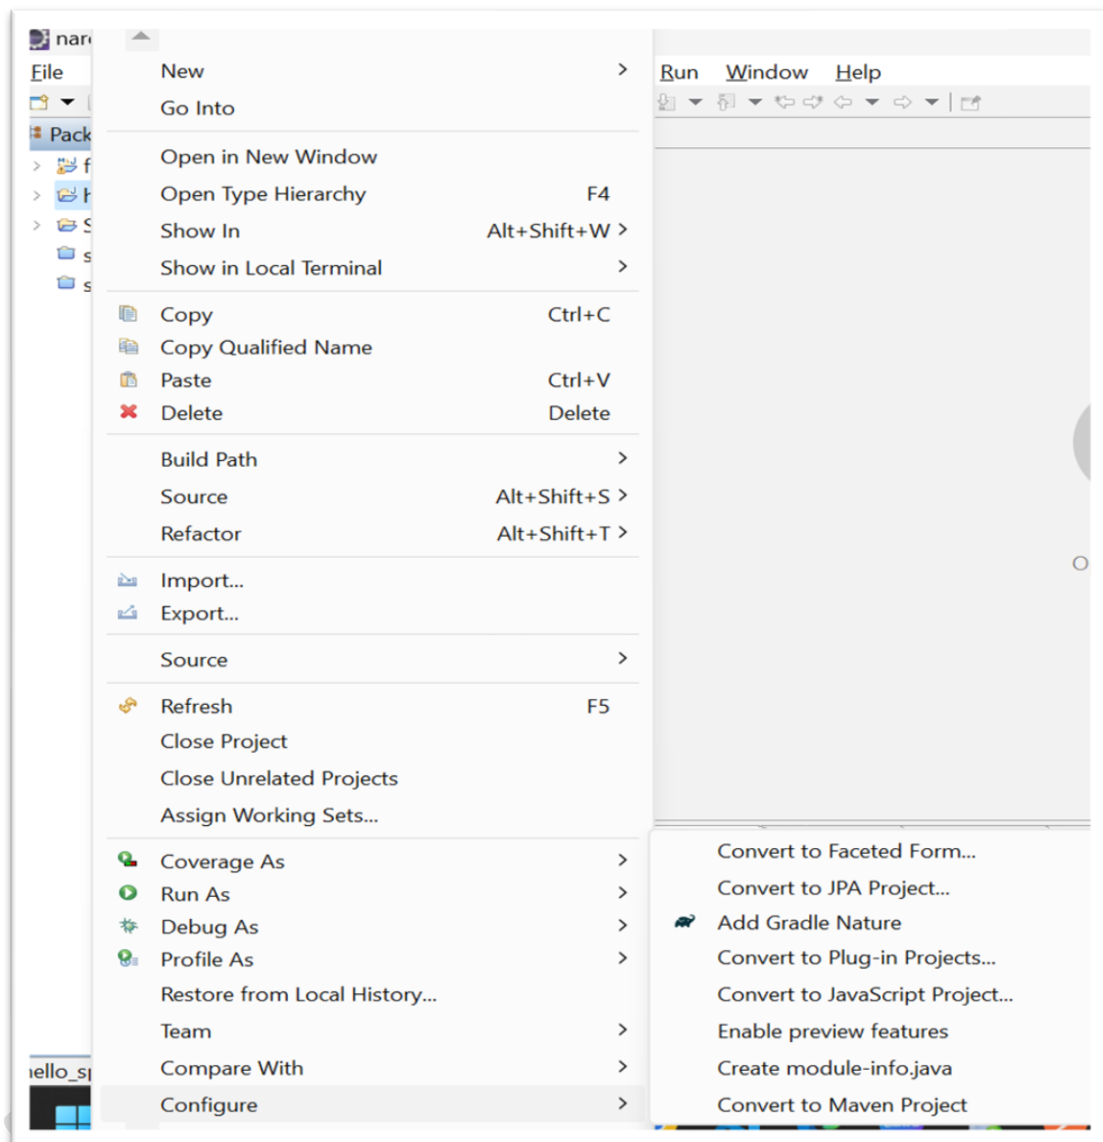 File
Run Window Help
Pack
New
Go Into
Open in New Window
Open Type Hierarchy F4
Show In Alt+Shift+W
Show in Local Terminal
Copy Ctrl+C
Copy Qualified Name
Paste Ctrl+V
Delete Delete
Build Path
Source Alt+Shift+S
Refactor Alt+Shift+T
Import...
Export...
Source
Refresh F5
Close Project
Close Unrelated Projects
Assign Working Sets...
Coverage As
Run As
Debug As
Profile As
Restore from Local History...
Team
Compare With
Configure
Convert to Faceted Form...
Convert to JPA Project...
Add Gradle Nature
Convert to Plug-in Projects...
Convert to JavaScript Project...
Enable preview features
Create module-info.java
Convert to Maven Project